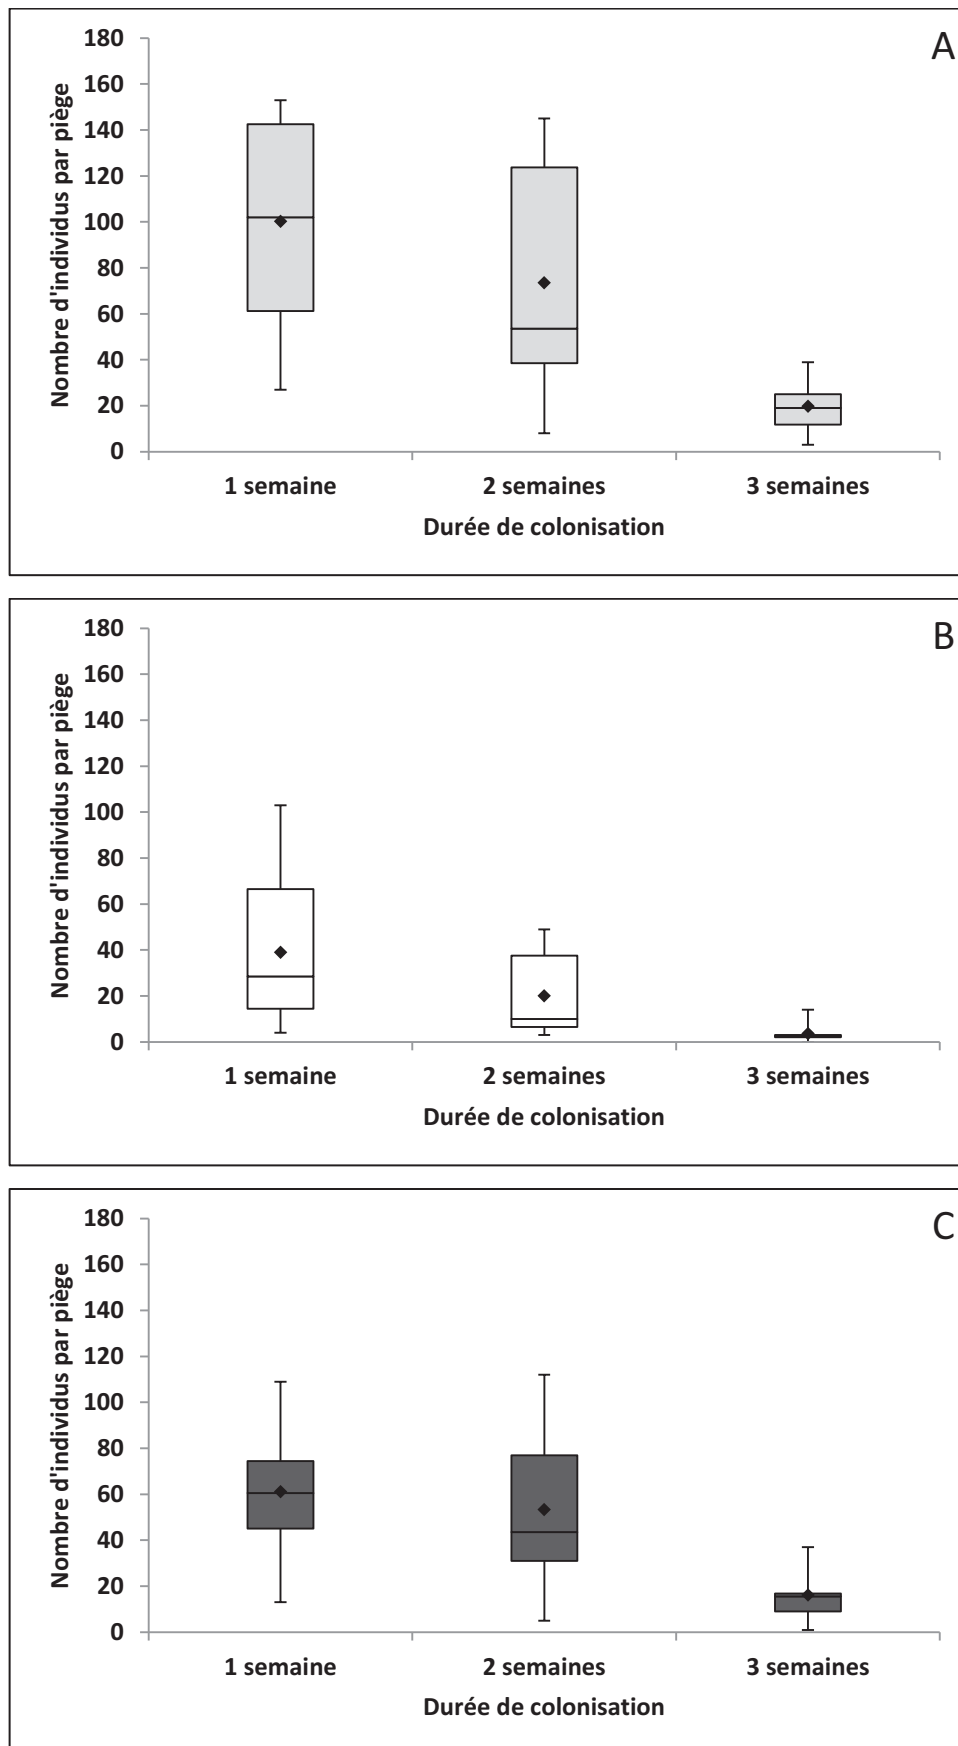 A
Nombre d'individus par piège
180
160
140
120
100
80
60
40
20
0
1 semaine 2 semaines 3 semaines
Durée de colonisation
B
Nombre d'individus par piège
180
160
140
120
100
80
60
40
20
0
1 semaine 2 semaines 3 semaines
Durée de colonisation
C
Nombre d'individus par piège
180
160
140
120
100
80
60
40
20
0
1 semaine 2 semaines 3 semaines
Durée de colonisation